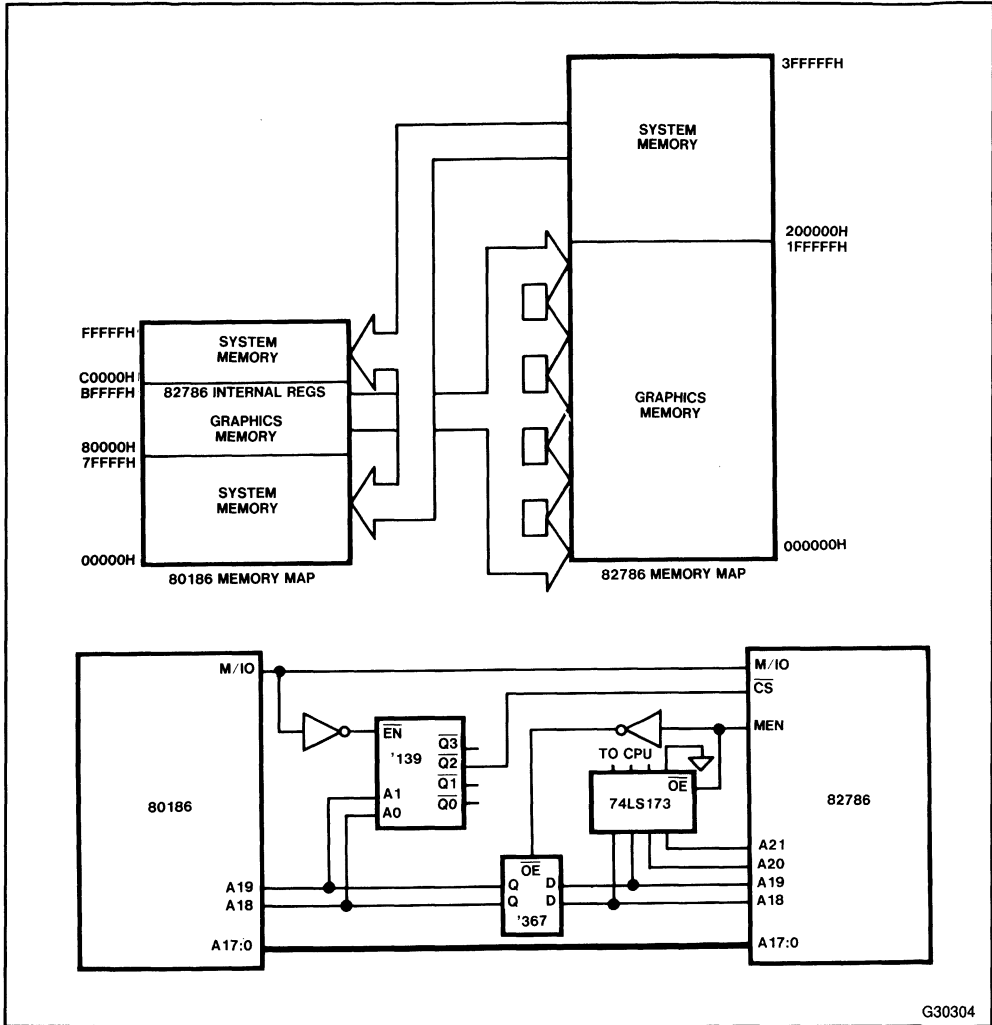 3FFFFFH
SYSTEM
MEMORY
200000H
1FFFFFH
FFFFFH
SYSTEM
MEMORY
C0000H
BFFFFH
82786 INTERNAL REGS
GRAPHICS
MEMORY
GRAPHICS
MEMORY
80000H
7FFFFH
SYSTEM
MEMORY
00000H
000000H
80186 MEMORY MAP
82786 MEMORY MAP
M/IO
M/IO
CS
EN
Q3
MEN
'139
Q2
TO CPU
Q1
OE
80186
A1
Q0
74LS173
82786
A0
A21
OE
A20
A19
Q
D
A19
A18
Q
D
A18
'367
A17:0
A17:0
G30304